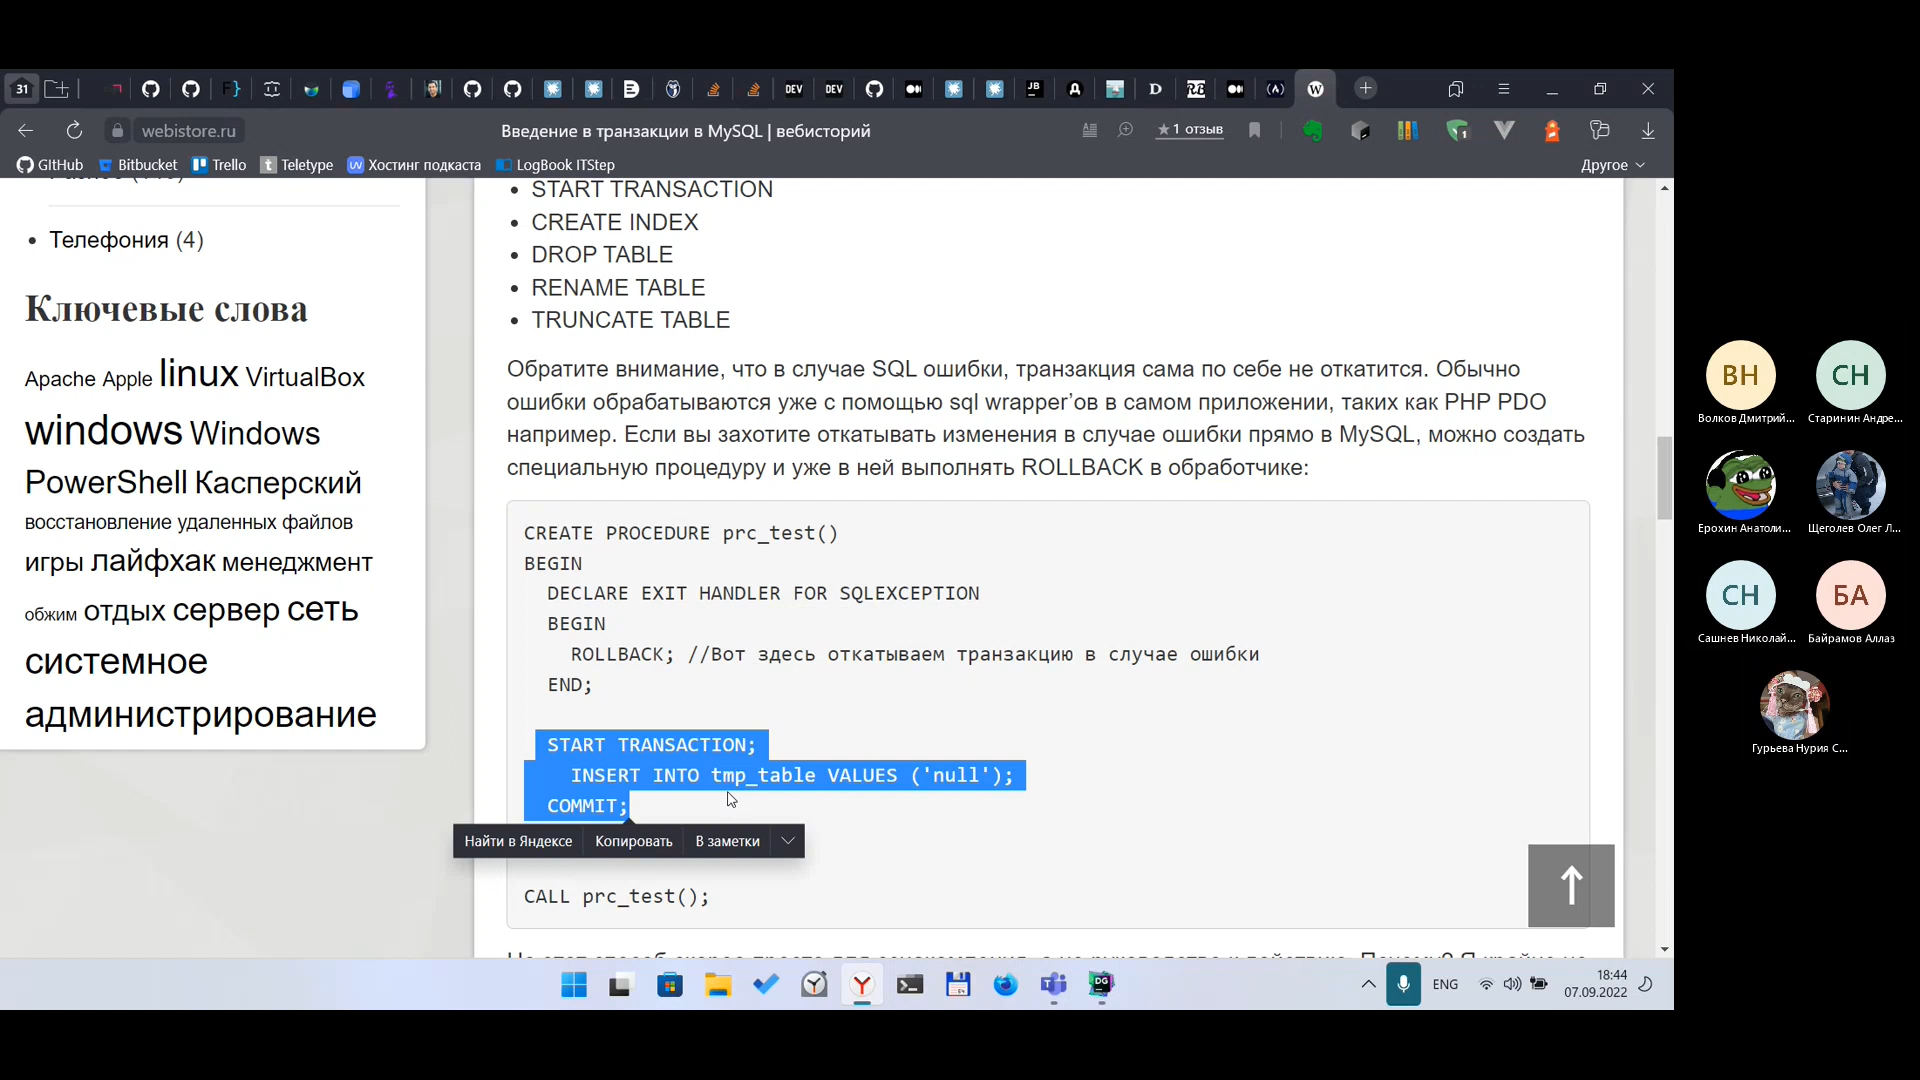 31
DEV
DEV
JB
D
W
webistore.ru
Введение в транзакции в MySQL | вебисторий
★ 1 отзыв
GItHub
Bitbucket
Trello
Teletype
Хостинг подкаста
LogBook ITStep
Другое
• Телефония (4)
Ключевые слова
Apache Apple linux VirtualBox
windows Windows
PowerShell Касперский
восстановление удаленных файлов
игры лайфхак менеджмент
обжим отдых сервер сеть
системное
администрирование
• START TRANSACTION
• CREATE INDEX
• DROP TABLE
• RENAME TABLE
• TRUNCATE TABLE
Обратите внимание, что в случае SQL ошибки, транзакция сама по себе не откатится. Обычно
ошибки обрабатываются уже с помощью sql wrapper’ов в самом приложении, таких как PHP PDO
например. Если вы захотите откатывать изменения в случае ошибки прямо в MySQL, можно создать
специальную процедуру и уже в ней выполнять ROLLBACK в обработчике:
CREATE PROCEDURE prc_test()
BEGIN
DECLARE EXIT HANDLER FOR SQLEXCEPTION
BEGIN
ROLLBACK; //Вот здесь откатываем транзакцию в случае ошибки
END;
START TRANSACTION;
INSERT INTO tmp_table VALUES ('null');
COMMIT;
Найти в Яндексе
Копировать
В заметки
CALL prc_test();
ВН
Волков Дмитрий...
СН
Старинин Андре...
Ерохин Анатоли...
Щеголев Олег Л...
СН
Сашнев Николай...
БА
Байрамов Аллаз
Гурьева Нурия С...
ENG
18:44
07.09.2022